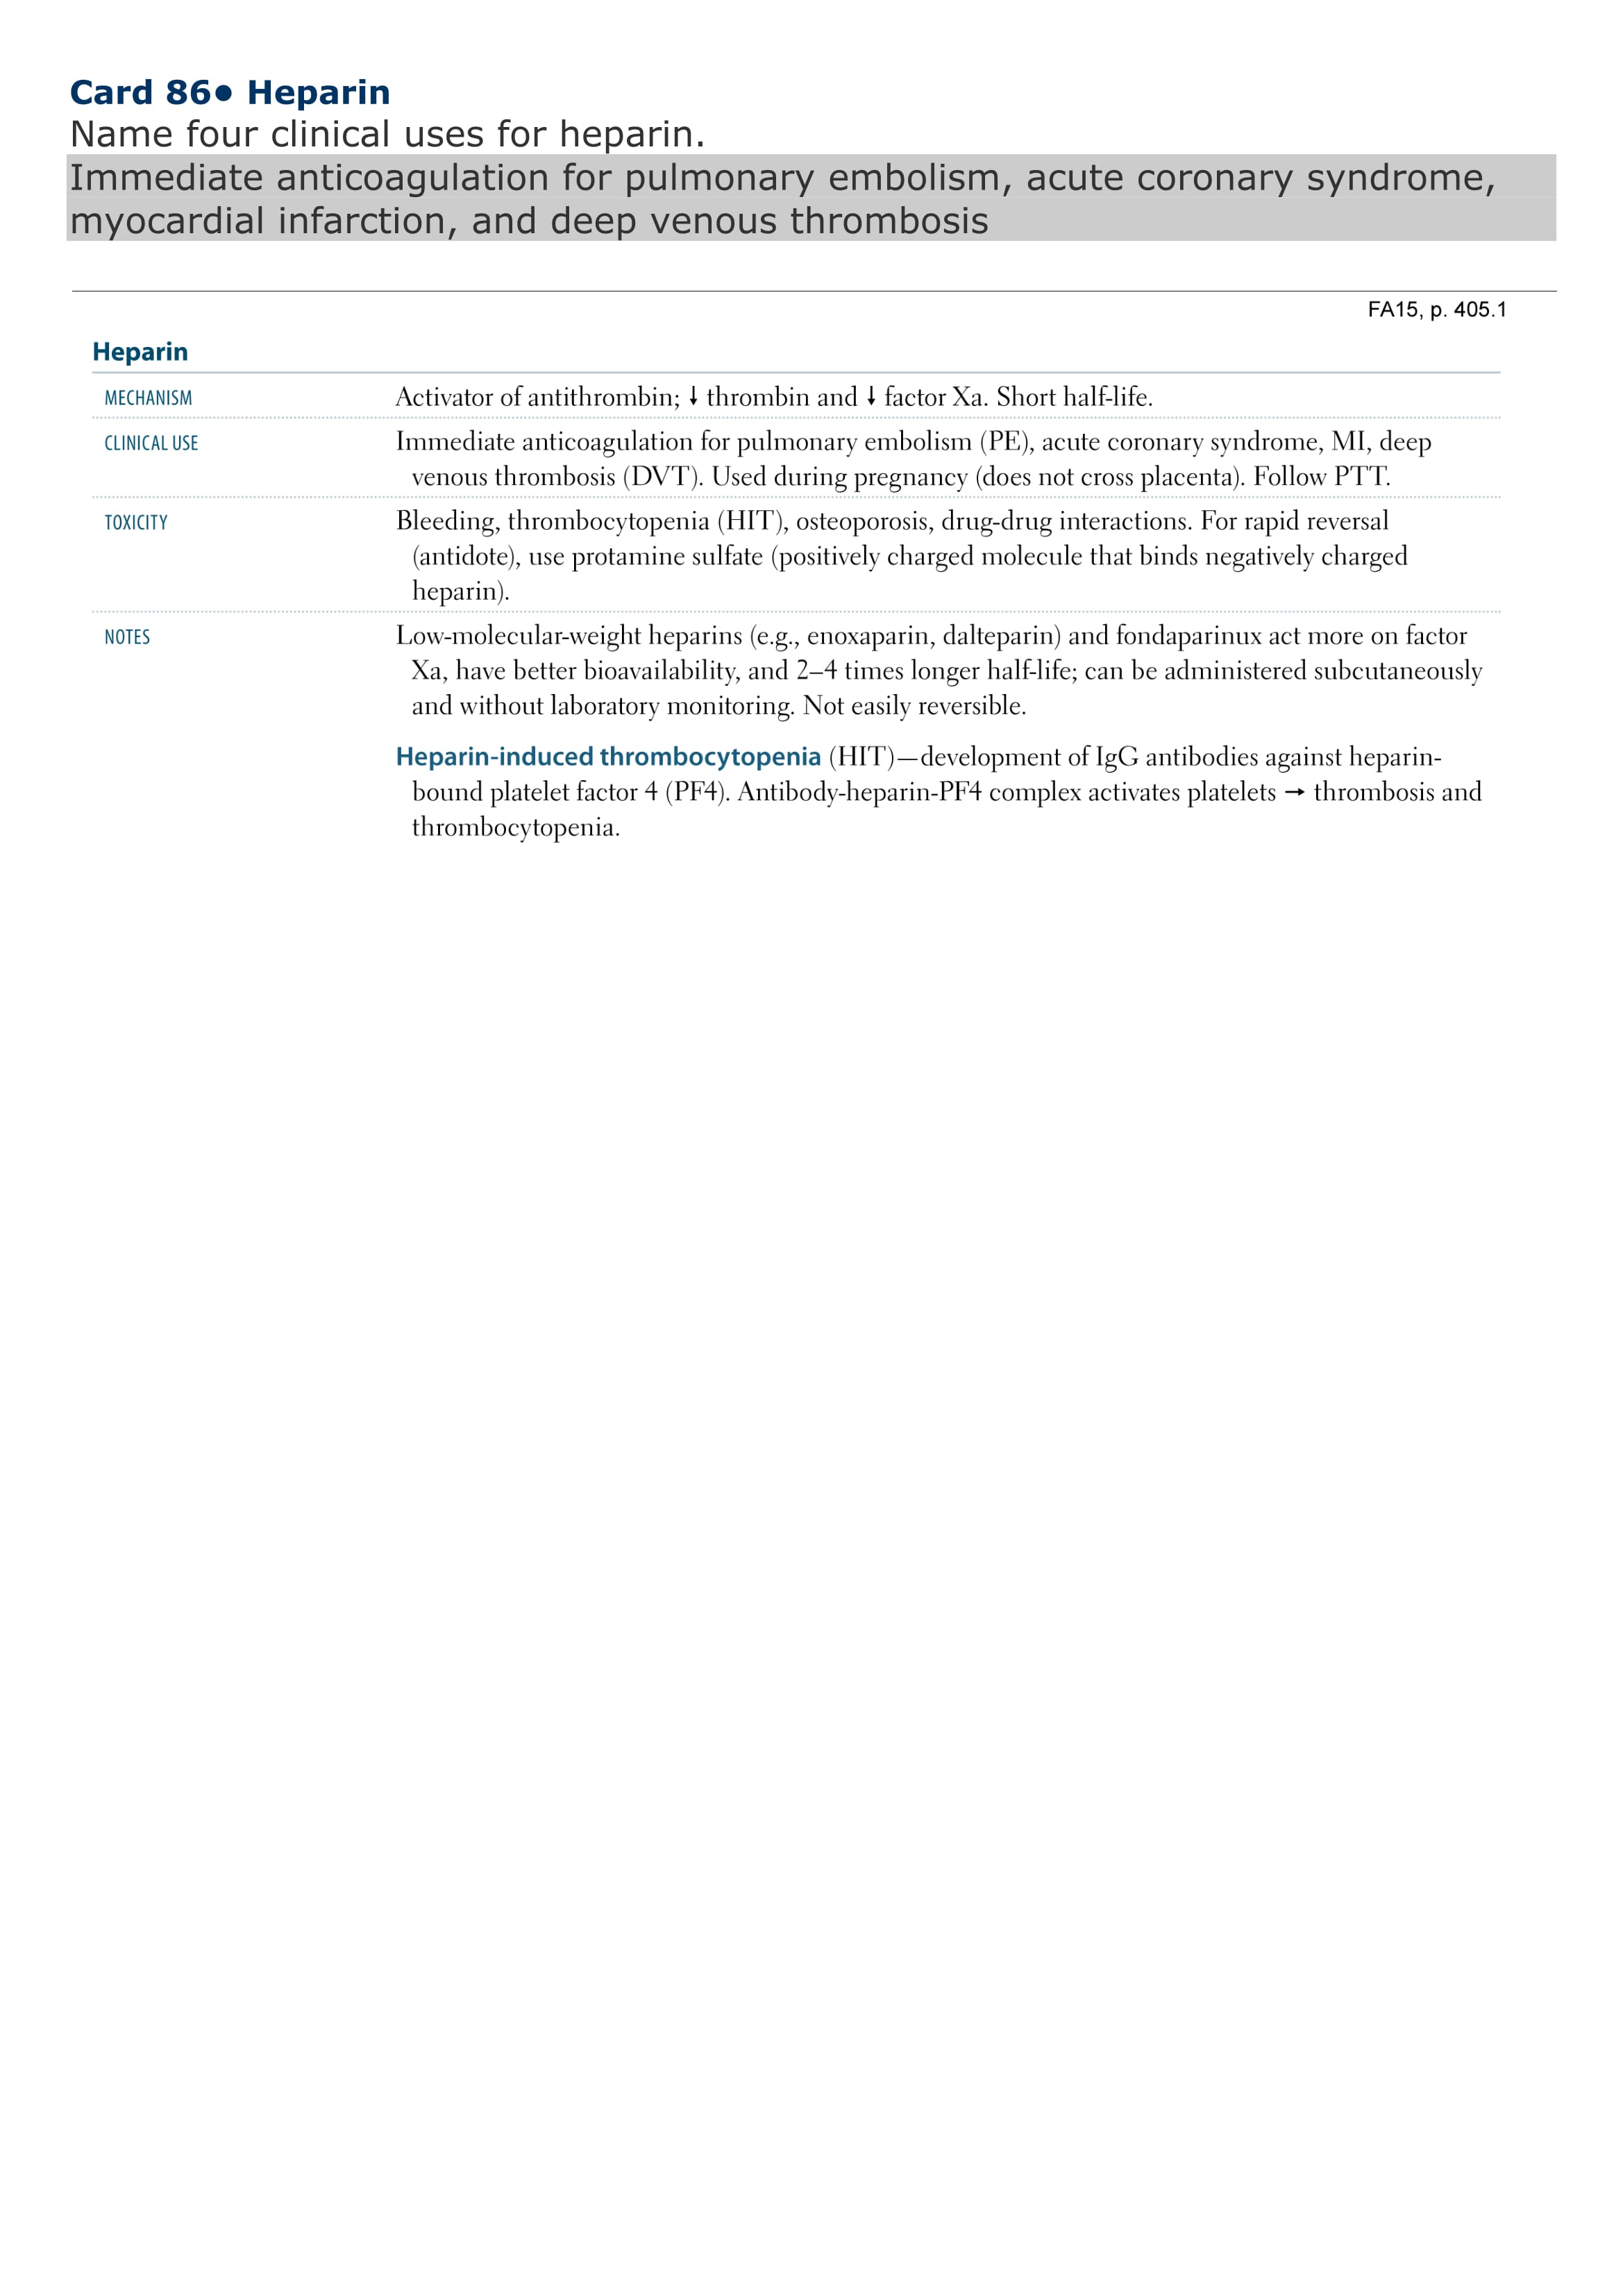 Card 86● Heparin
Name four clinical uses for heparin.
Immediate anticoagulation for pulmonary embolism, acute coronary syndrome,
myocardial infarction, and deep venous thrombosis
FA15, p. 405.1
Heparin
MECHANISM Activator of antithrombin; ↓ thrombin and ↓ factor Xa. Short half-life.
CLINICAL USE Immediate anticoagulation for pulmonary embolism (PE), acute coronary syndrome, MI, deep
venous thrombosis (DVT). Used during pregnancy (does not cross placenta). Follow PTT.
TOXICITY Bleeding, thrombocytopenia (HIT), osteoporosis, drug-drug interactions. For rapid reversal
(antidote), use protamine sulfate (positively charged molecule that binds negatively charged
heparin).
NOTES Low-molecular-weight heparins (e.g., enoxaparin, dalteparin) and fondaparinux act more on factor
Xa, have better bioavailability, and 2–4 times longer half-life; can be administered subcutaneously
and without laboratory monitoring. Not easily reversible.
Heparin-induced thrombocytopenia (HIT)—development of IgG antibodies against heparin-
bound platelet factor 4 (PF4). Antibody-heparin-PF4 complex activates platelets → thrombosis and
thrombocytopenia.